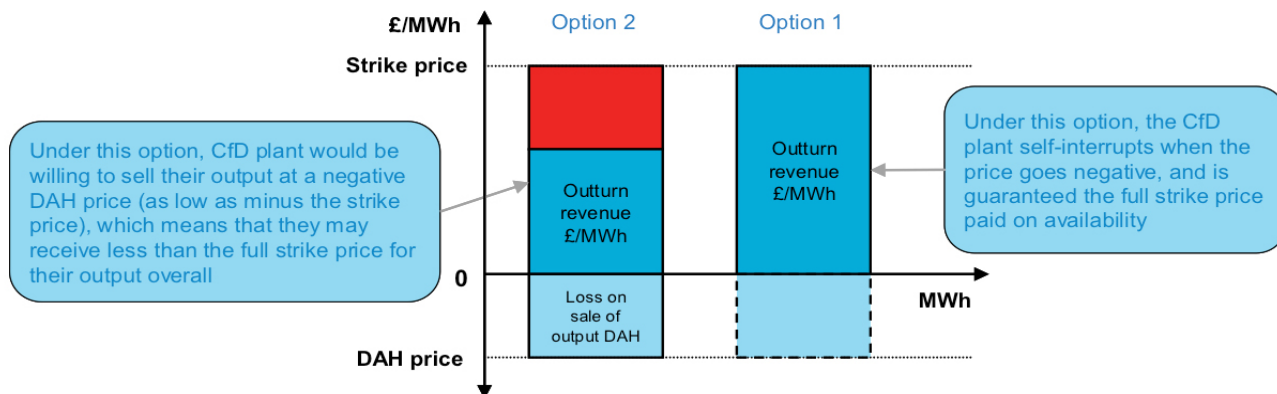 £/MWh
Option 2
Option 1
Strike price
Under this option, CfD plant would be
willing to sell their output at a negative
DAH price (as low as minus the strike
price), which means that they may
receive less than the full strike price for
their output overall
Outturn
revenue
£/MWh
Outturn
revenue
£/MWh
Under this option, the CfD
plant self-interrupts when the
price goes negative, and is
guaranteed the full strike price
paid on availability
0
MWh
Loss on
sale of
output DAH
DAH price